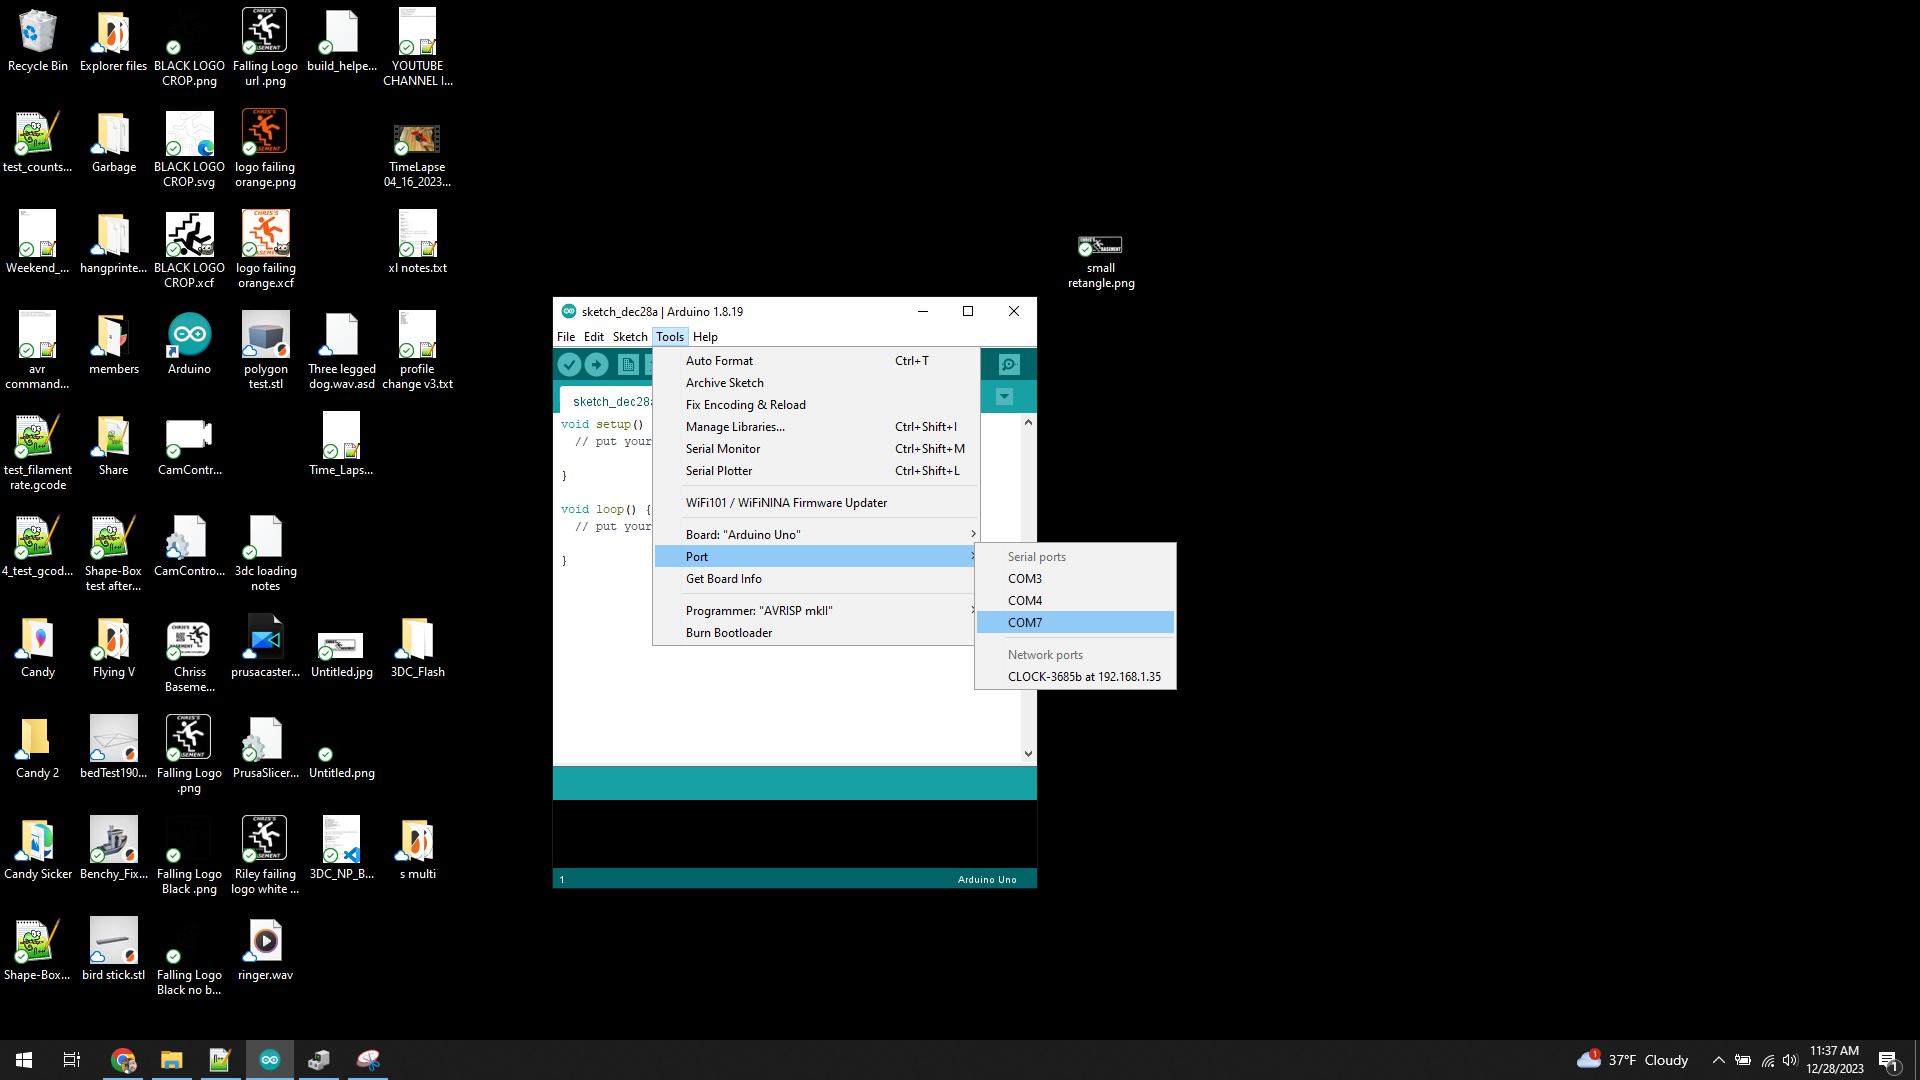 Recycle Bin
Explorer files
BLACK LOGO
CROP.png
Falling Logo
url .png
build_helpe...
YOUTUBE
CHANNEL I...
test_counts...
Garbage
BLACK LOGO
CROP.svg
logo failing
orange.png
TimeLapse
04_16_2023...
Weekend_...
hangprinte...
BLACK LOGO
CROP.xcf
logo failing
orange.xcf
xl notes.txt
small
retangle.png
avr
command...
members
Arduino
polygon
test.stl
Three legged
dog.wav.asd
profile
change v3.txt
test_filament
rate.gcode
Share
CamContr...
Time_Laps...
4_test_gcod...
Shape-Box
test after...
CamContro...
3dc loading
notes
Candy
Flying V
Chriss
Baseme...
prusacaster...
Untitled.jpg
3DC_Flash
Candy 2
bedTest190...
Falling Logo
.png
PrusaSlicer...
Untitled.png
Candy Sicker
Benchy_Fix...
Falling Logo
Black .png
Riley failing
logo white ...
3DC_NP_B...
s multi
Shape-Box...
bird stick.stl
Falling Logo
Black no b...
ringer.wav
sketch_dec28a | Arduino 1.8.19
File Edit Sketch Tools Help
sketch_dec28a
void setup()
// put your
}
void loop() {
// put your
}
Auto Format Ctrl+T
Archive Sketch
Fix Encoding & Reload
Manage Libraries... Ctrl+Shift+I
Serial Monitor Ctrl+Shift+M
Serial Plotter Ctrl+Shift+L
WiFi101 / WiFiNINA Firmware Updater
Board: "Arduino Uno"
Port
Get Board Info
Programmer: "AVRISP mkII"
Burn Bootloader
Serial ports
COM3
COM4
COM7
Network ports
CLOCK-3685b at 192.168.1.35
1
Arduino Uno
1
37°F Cloudy
11:37 AM
12/28/2023
1